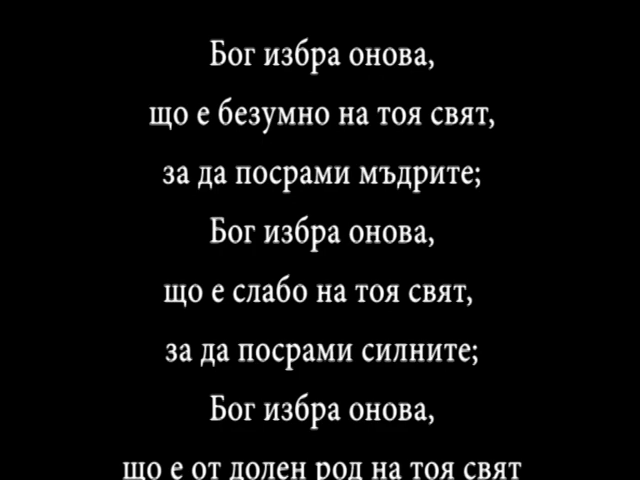 Бог избра онова,
що е безумно на тоя свят,
за да посрами мъдрите;
Бог избра онова,
що е слабо на тоя свят,
за да посрами силните;
Бог избра онова,
що е от долен род на тоя свят